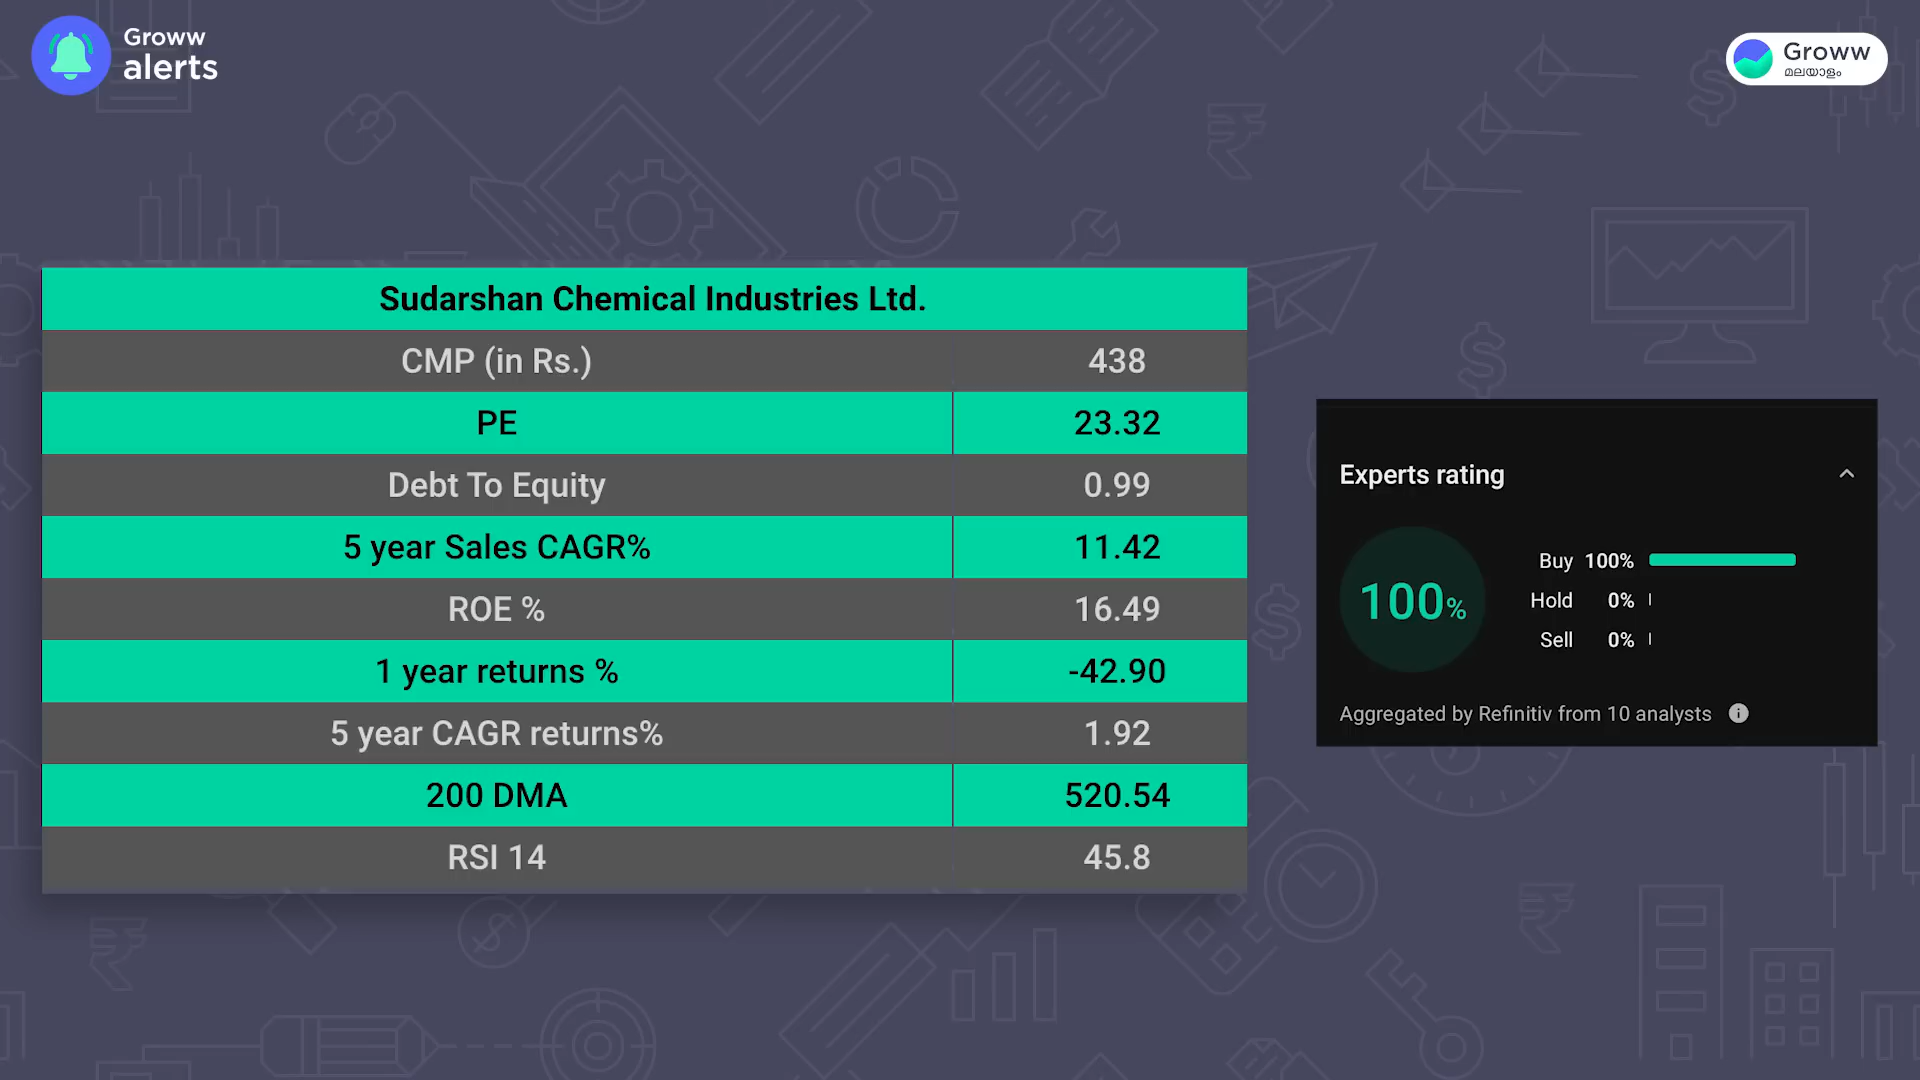 Groww
alerts
Groww
മലയാളം
Sudarshan Chemical Industries Ltd.
CMP (in Rs.) 438
PE 23.32
Debt To Equity 0.99
5 year Sales CAGR% 11.42
ROE % 16.49
1 year returns % -42.90
5 year CAGR returns% 1.92
200 DMA 520.54
RSI 14 45.8
Experts rating
100%
Buy 100%
Hold 0%
Sell 0%
Aggregated by Refinitiv from 10 analysts